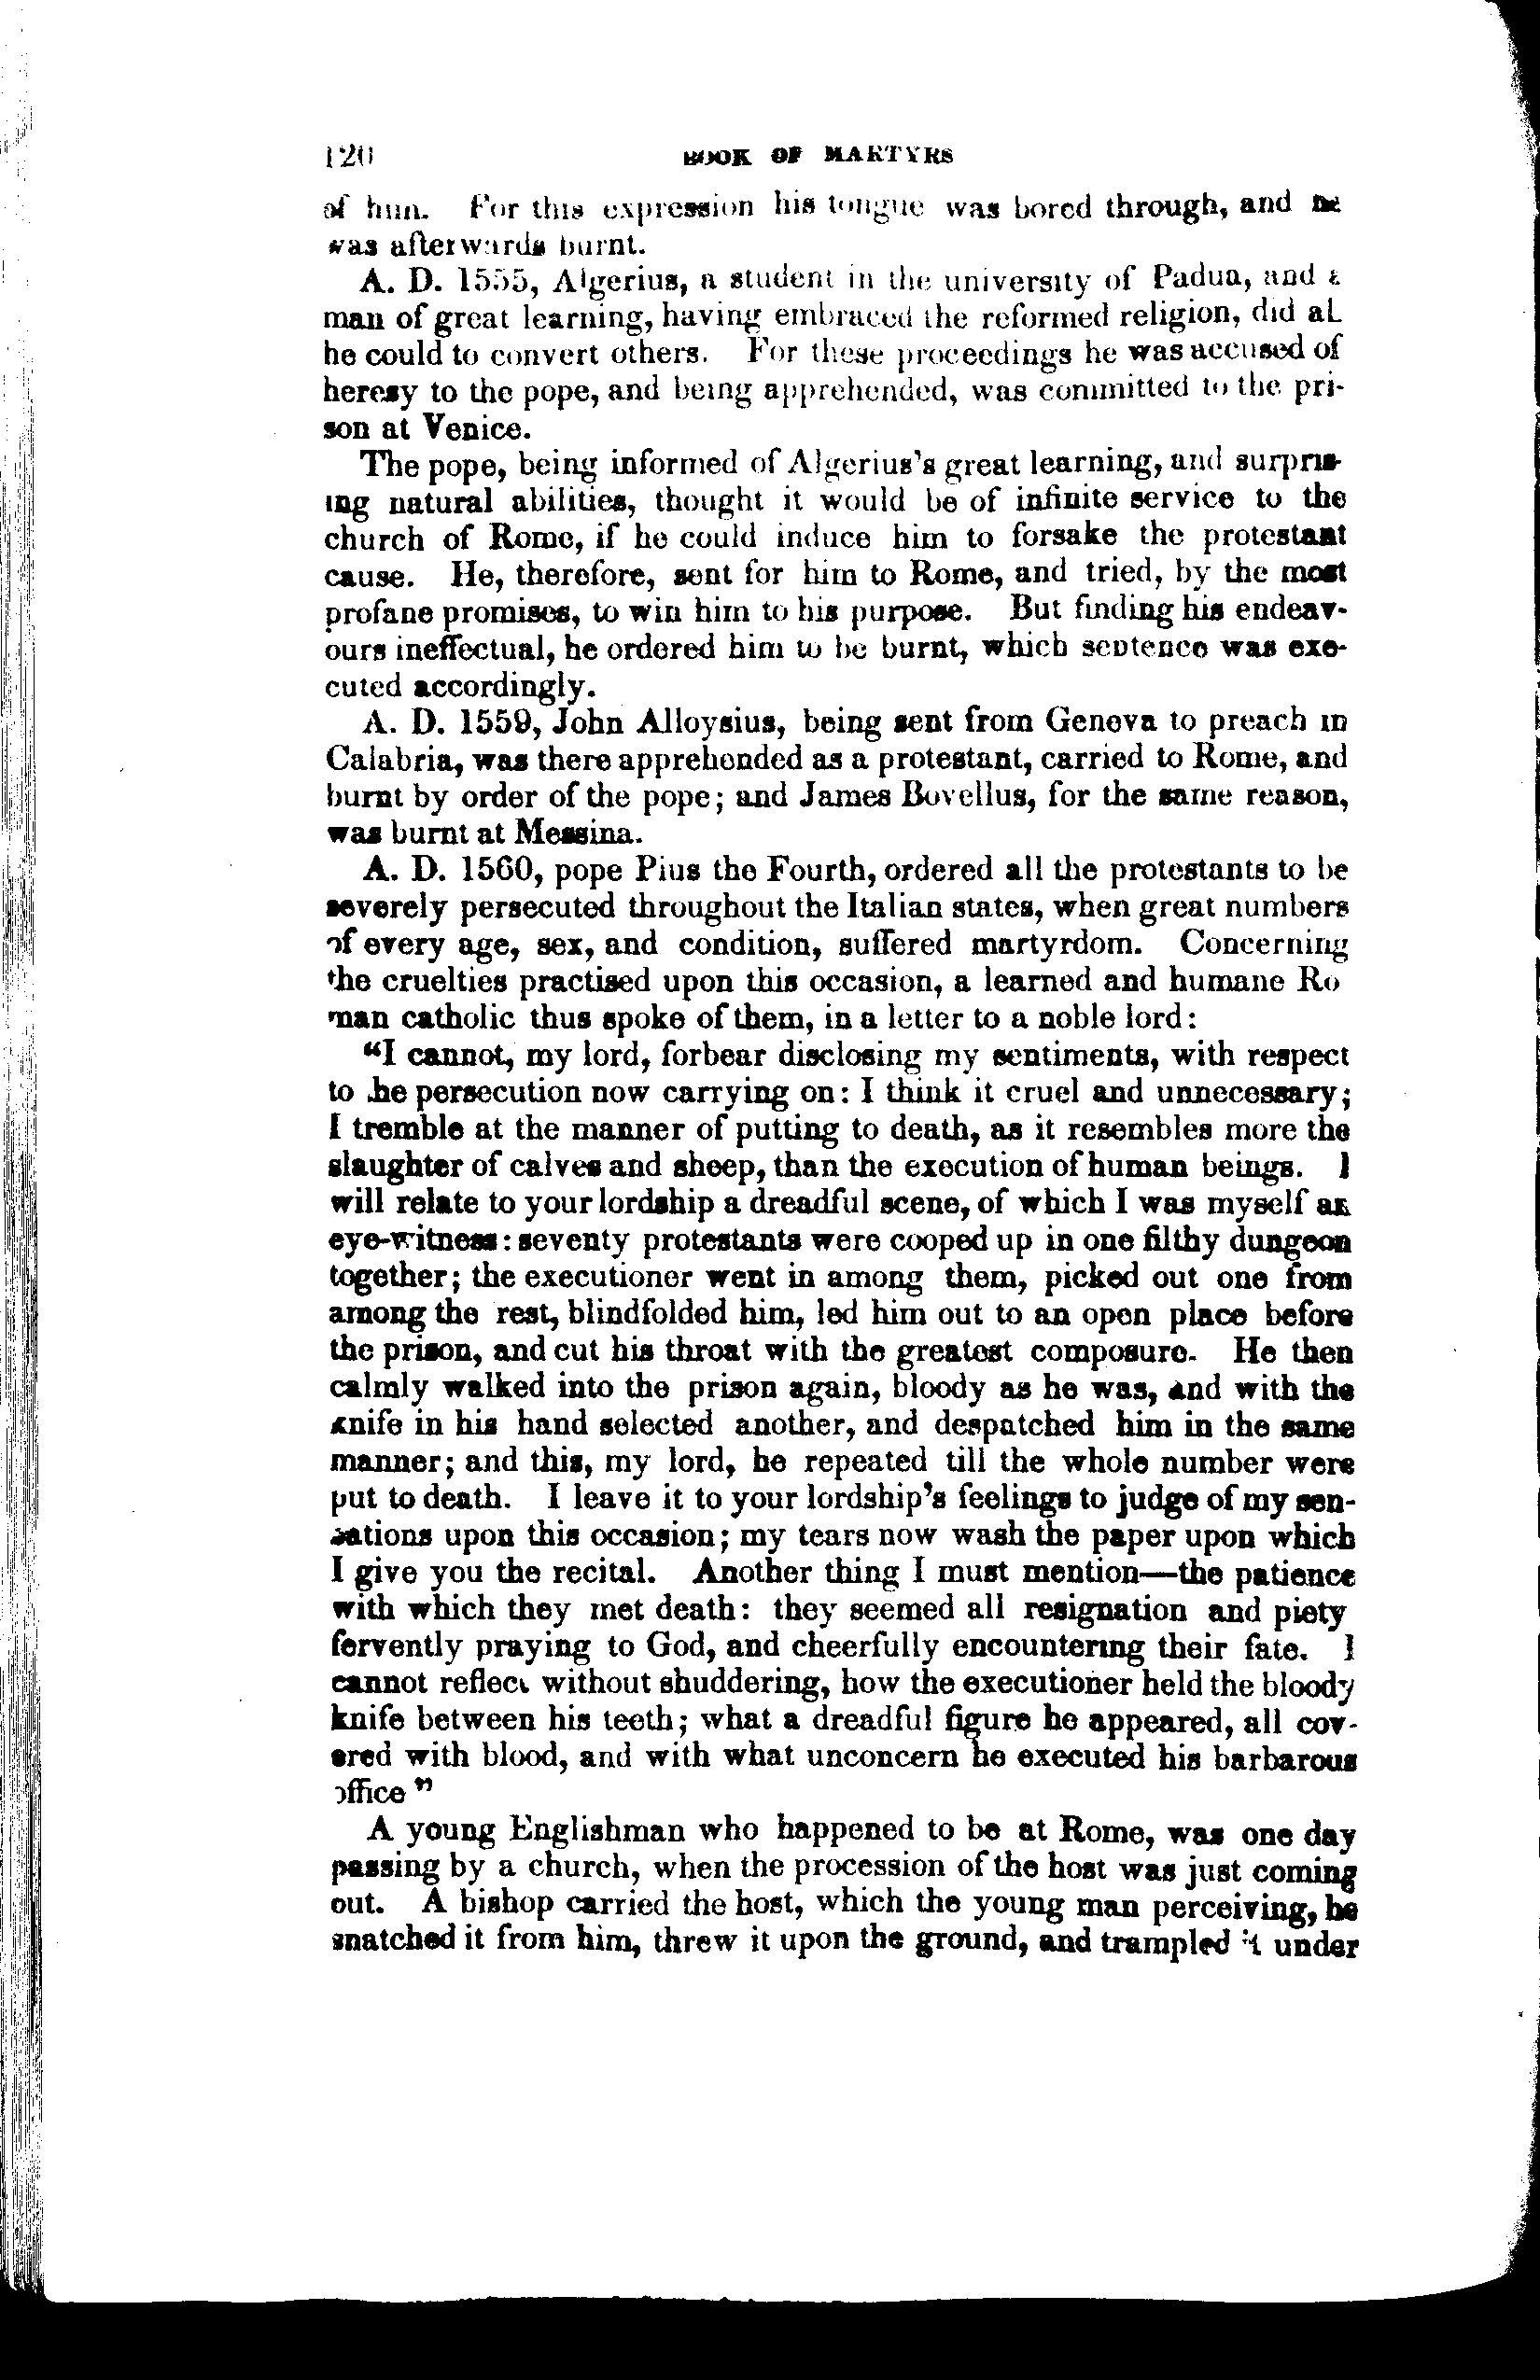 120 BOOK OF MARTYRS
of him. For this expression his tongue was bored through, and he
was afterwards burnt.
A. D. 1555, Algerius, a student in the university of Padua, and a
man of great learning, having embraced the reformed religion, did al
he could to convert others. For these proceedings he was accused of
heresy to the pope, and being apprehended, was committed to the pri-
son at Venice.
The pope, being informed of Algerius's great learning, and surpris-
ing natural abilities, thought it would be of infinite service to the
church of Rome, if he could induce him to forsake the protestant
cause. He, therefore, sent for him to Rome, and tried, by the most
profane promises, to win him to his purpose. But finding his endeav-
ours ineffectual, he ordered him to be burnt, which sentence was exe-
cuted accordingly.
A. D. 1559, John Alloysius, being sent from Geneva to preach in
Calabria, was there apprehended as a protestant, carried to Rome, and
burnt by order of the pope; and James Bovellus, for the same reason,
was burnt at Messina.
A. D. 1560, pope Pius the Fourth, ordered all the protestants to be
severely persecuted throughout the Italian states, when great numbers
of every age, sex, and condition, suffered martyrdom. Concerning
the cruelties practised upon this occasion, a learned and humane Ro
man catholic thus spoke of them, in a letter to a noble lord:
"I cannot, my lord, forbear disclosing my sentiments, with respect
to he persecution now carrying on: I think it cruel and unnecessary;
I tremble at the manner of putting to death, as it resembles more the
slaughter of calves and sheep, than the execution of human beings. I
will relate to your lordship a dreadful scene, of which I was myself an
eye-witness: seventy protestants were cooped up in one filthy dungeon
together; the executioner went in among them, picked out one from
among the rest, blindfolded him, led him out to an open place before
the prison, and cut his throat with the greatest composure. He then
calmly walked into the prison again, bloody as he was, and with the
knife in his hand selected another, and despatched him in the same
manner; and this, my lord, he repeated till the whole number were
put to death. I leave it to your lordship's feelings to judge of my sen-
sations upon this occasion; my tears now wash the paper upon which
I give you the recital. Another thing I must mention—the patience
with which they met death: they seemed all resignation and piety
fervently praying to God, and cheerfully encountering their fate. I
cannot reflect without shuddering, how the executioner held the bloody
knife between his teeth; what a dreadful figure he appeared, all cov-
ered with blood, and with what unconcern he executed his barbarous
office"
A young Englishman who happened to be at Rome, was one day
passing by a church, when the procession of the host was just coming
out. A bishop carried the host, which the young man perceiving, he
snatched it from him, threw it upon the ground, and trampled it under